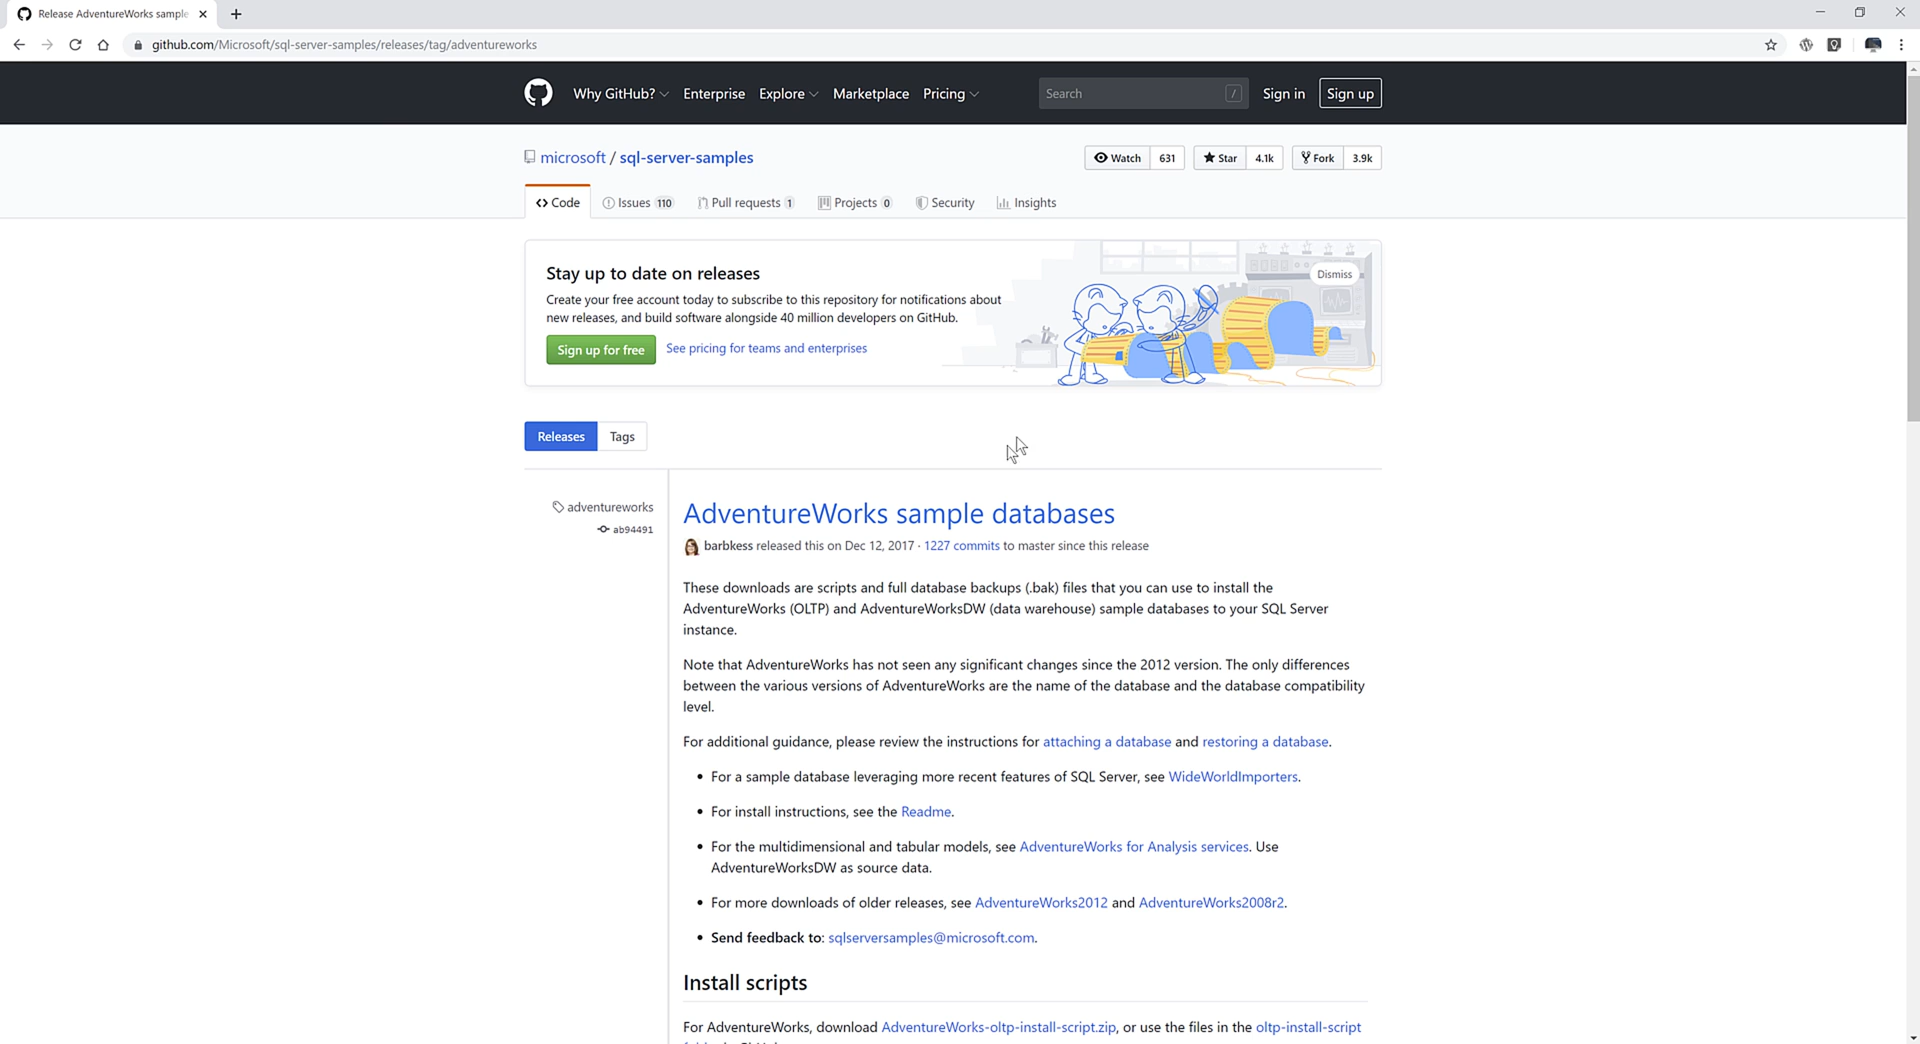 Release AdventureWorks sample
github.com/Microsoft/sql-server-samples/releases/tag/adventureworks
Why GitHub? Enterprise Explore Marketplace Pricing Search / Sign in Sign up
microsoft / sql-server-samples Watch 631 Star 4.1k Fork 3.9k
Code Issues 110 Pull requests 1 Projects 0 Security Insights
Stay up to date on releases
Dismiss
Create your free account today to subscribe to this repository for notifications about
new releases, and build software alongside 40 million developers on GitHub.
Sign up for free See pricing for teams and enterprises
Releases Tags
adventureworks
ab94491
AdventureWorks sample databases
barbkess released this on Dec 12, 2017 · 1227 commits to master since this release
These downloads are scripts and full database backups (.bak) files that you can use to install the
AdventureWorks (OLTP) and AdventureWorksDW (data warehouse) sample databases to your SQL Server
instance.
Note that AdventureWorks has not seen any significant changes since the 2012 version. The only differences
between the various versions of AdventureWorks are the name of the database and the database compatibility
level.
For additional guidance, please review the instructions for attaching a database and restoring a database.
• For a sample database leveraging more recent features of SQL Server, see WideWorldImporters.
• For install instructions, see the Readme.
• For the multidimensional and tabular models, see AdventureWorks for Analysis services. Use
AdventureWorksDW as source data.
• For more downloads of older releases, see AdventureWorks2012 and AdventureWorks2008r2.
• Send feedback to: sqlserversamples@microsoft.com.
Install scripts
For AdventureWorks, download AdventureWorks-oltp-install-script.zip, or use the files in the oltp-install-script